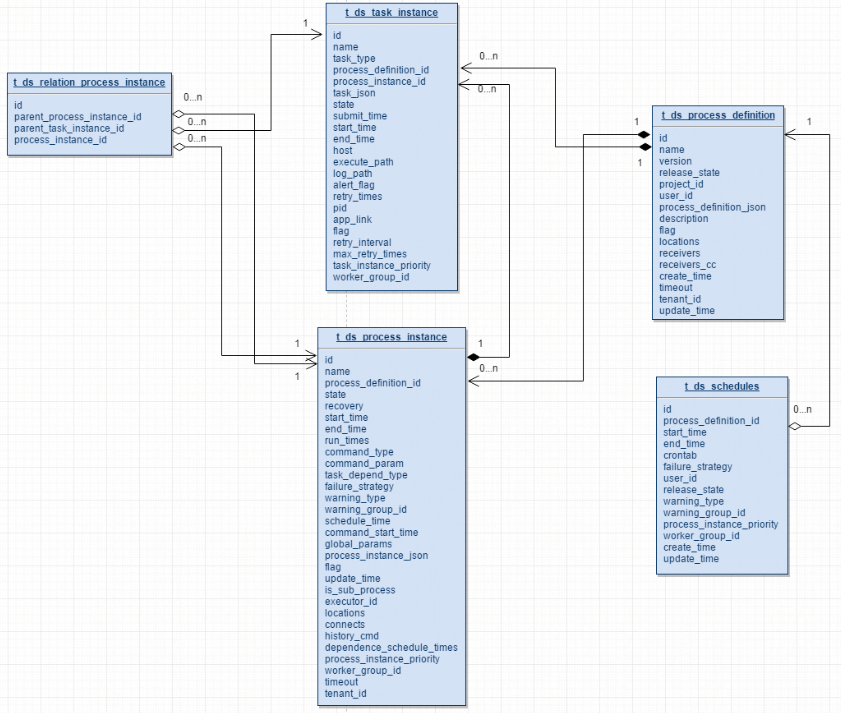 t_ds_task_instance
id
name
task_type
process_definition_id
process_instance_id
task_json
state
submit_time
start_time
end_time
host
execute_path
log_path
alert_flag
retry_times
pid
app_link
flag
retry_interval
max_retry_times
task_instance_priority
worker_group_id
1
0...n
0...n
t_ds_relation_process_instance
id
parent_process_instance_id
parent_task_instance_id
process_instance_id
0...n
0...n
0...n
t_ds_process_definition
id
name
version
release_state
project_id
user_id
process_definition_json
description
flag
locations
receivers
receivers_cc
create_time
timeout
tenant_id
update_time
1
1
1
t_ds_process_instance
id
name
process_definition_id
state
recovery
start_time
end_time
run_times
command_type
command_param
task_depend_type
failure_strategy
warning_type
warning_group_id
schedule_time
command_start_time
global_params
process_instance_json
flag
update_time
is_sub_process
executor_id
locations
connects
history_cmd
dependence_schedule_times
process_instance_priority
worker_group_id
timeout
tenant_id
1
1
1
0...n
t_ds_schedules
id
process_definition_id
start_time
end_time
crontab
failure_strategy
user_id
release_state
warning_type
warning_group_id
process_instance_priority
worker_group_id
create_time
update_time
0...n